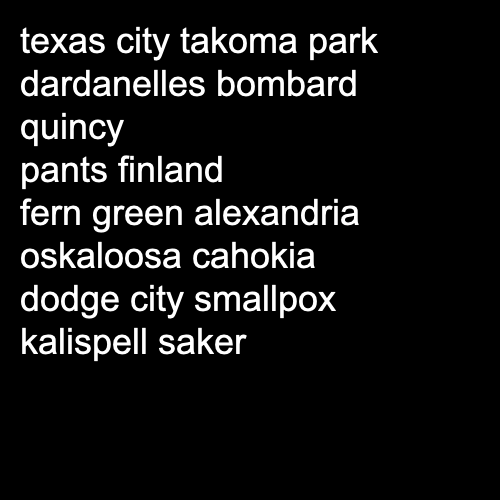 texas city takoma park
dardanelles bombard
quincy
pants finland
fern green alexandria
oskaloosa cahokia
dodge city smallpox
kalispell saker